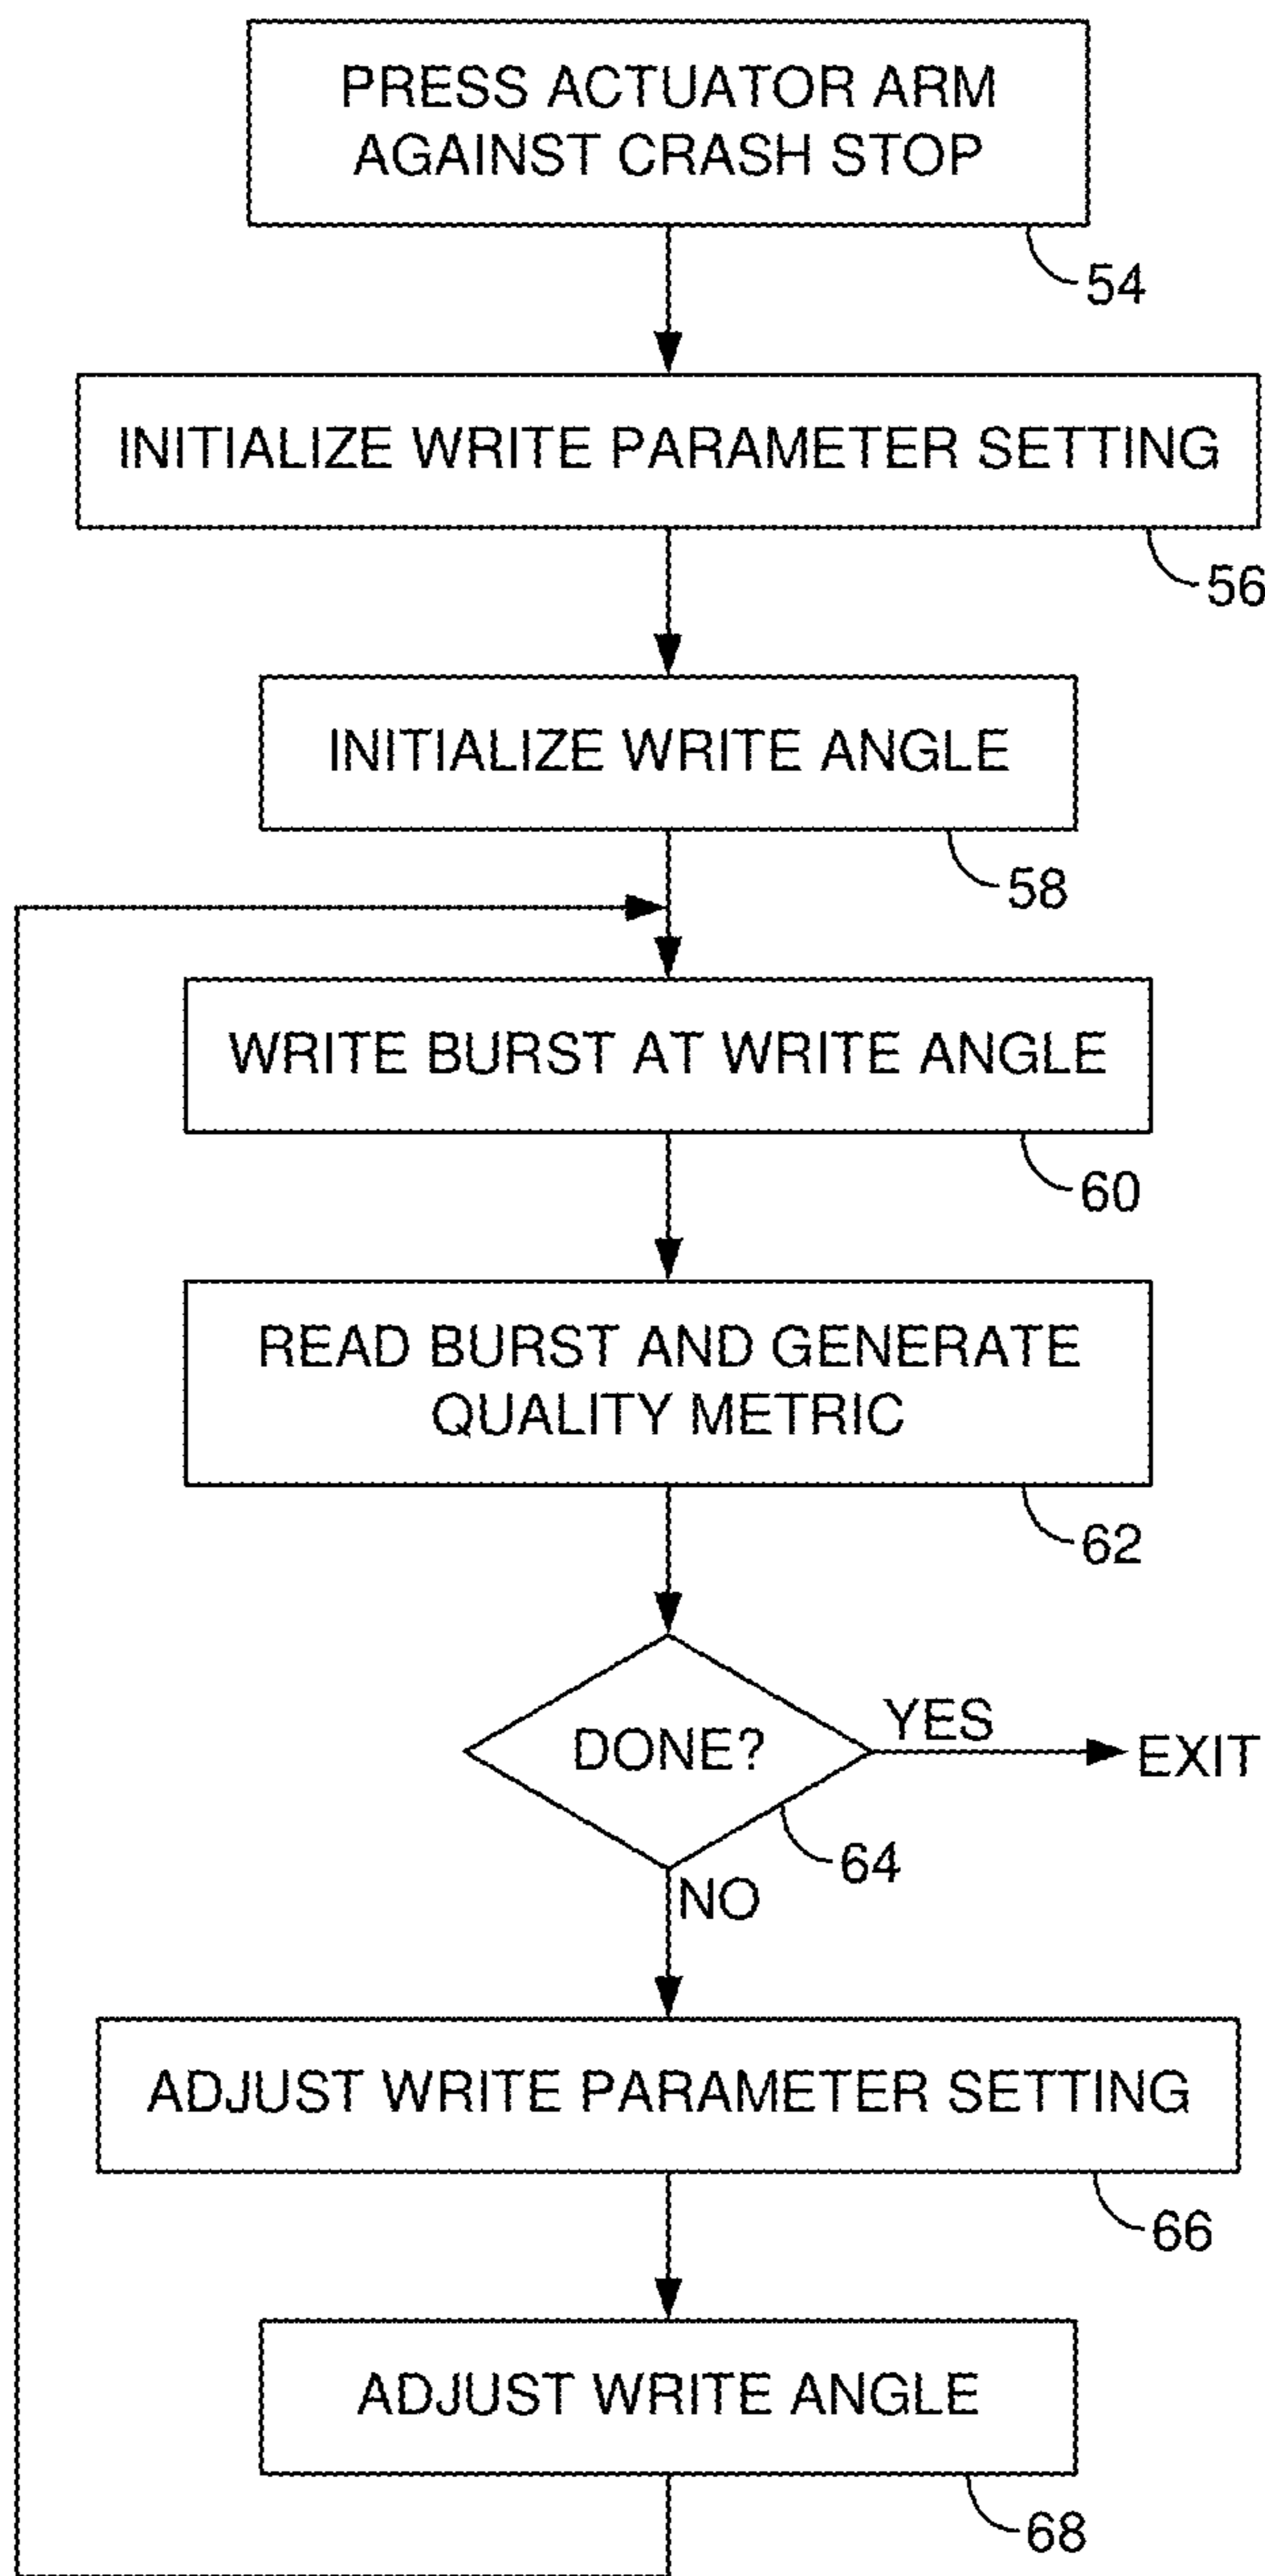 PRESS ACTUATOR ARM
AGAINST CRASH STOP
54
INITIALIZE WRITE PARAMETER SETTING
56
INITIALIZE WRITE ANGLE
58
WRITE BURST AT WRITE ANGLE
60
READ BURST AND GENERATE
QUALITY METRIC
62
DONE?
YES
EXIT
64
NO
ADJUST WRITE PARAMETER SETTING
66
ADJUST WRITE ANGLE
68